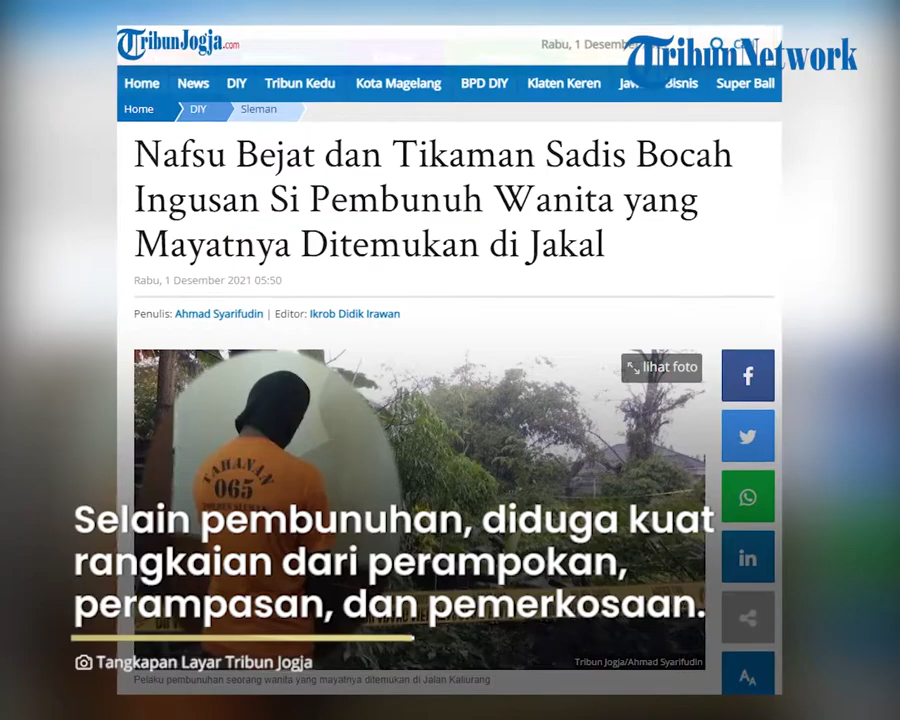 TribunJogja.com
Rabu, 1 Desember
TribunNetwork
Home News DIY Tribun Kedu Kota Magelang BPD DIY Klaten Keren Bisnis Super Ball
Home DIY Sleman
Nafsu Bejat dan Tikaman Sadis Bocah
Ingusan Si Pembunuh Wanita yang
Mayatnya Ditemukan di Jakal
Rabu, 1 Desember 2021 05:50
Penulis: Ahmad Syarifudin | Editor: Ikrob Didik Irawan
lihat foto
TAHANAN
065
Selain pembunuhan, diduga kuat
rangkaian dari perampokan,
perampasan, dan pemerkosaan.
Tangkapan Layar Tribun Jogja
Tribun Jogja/Ahmad Syarifudin
Pelaku pembunuhan seorang wanita yang mayatnya ditemukan di Jalan Kaliurang
AA